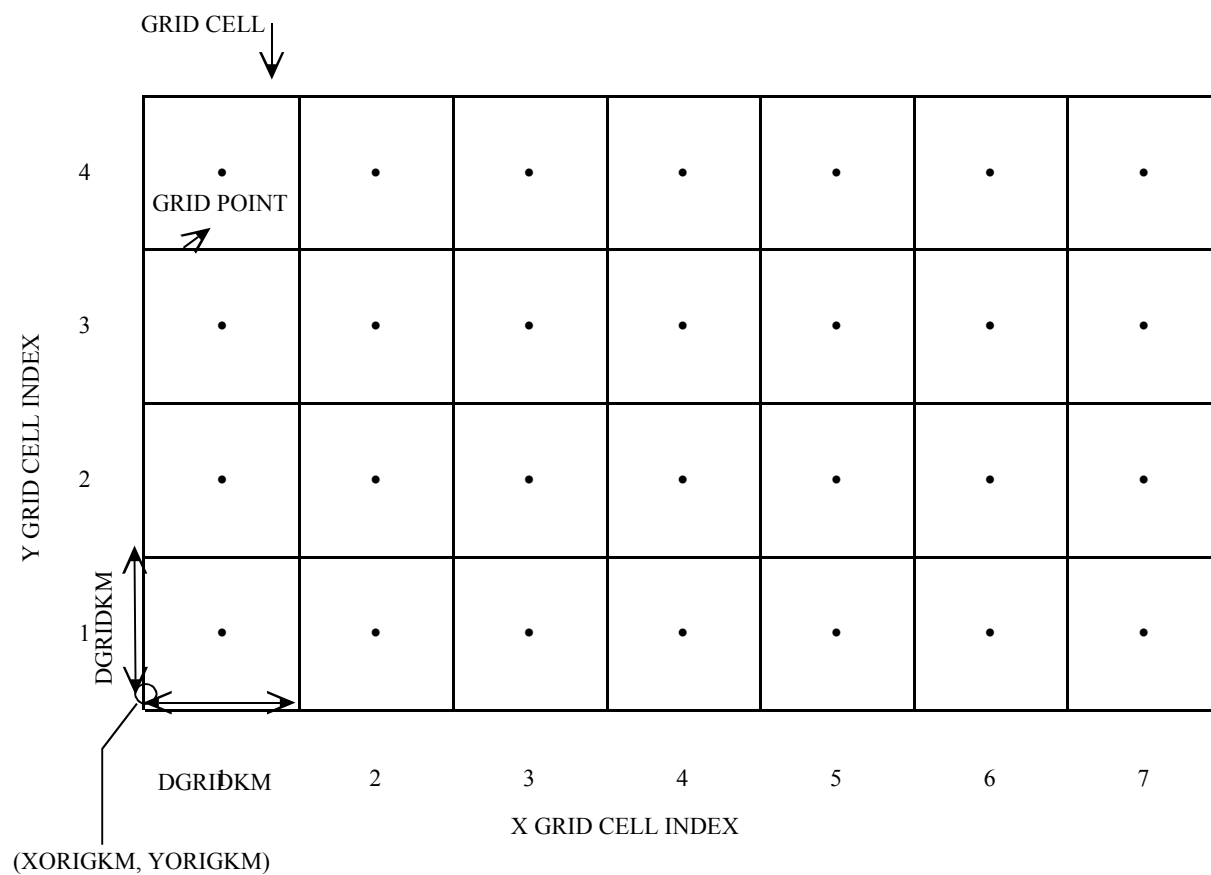 GRID CELL
4
GRID POINT
3
Y GRID CELL INDEX
2
DGRIDKM
1
DGRIDKM
1 2 3 4 5 6 7
X GRID CELL INDEX
(XORIGKM, YORIGKM)